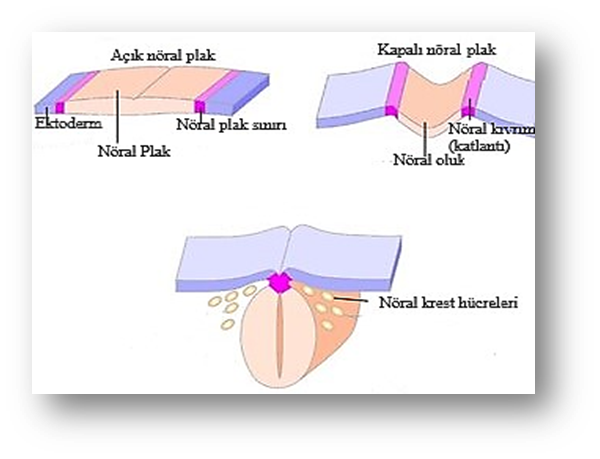 Açık nöral plak
Ektoderm
Nöral plak sınırı
Nöral Plak
Kapalı nöral plak
Nöral kıvrım
(katlantı)
Nöral oluk
Nöral krest hücreleri